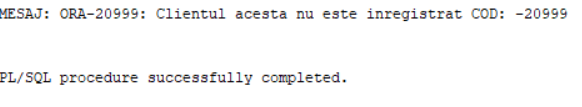 MESAJ: ORA-20999: Clientul acesta nu este inregistrat COD: -20999
PL/SQL procedure successfully completed.